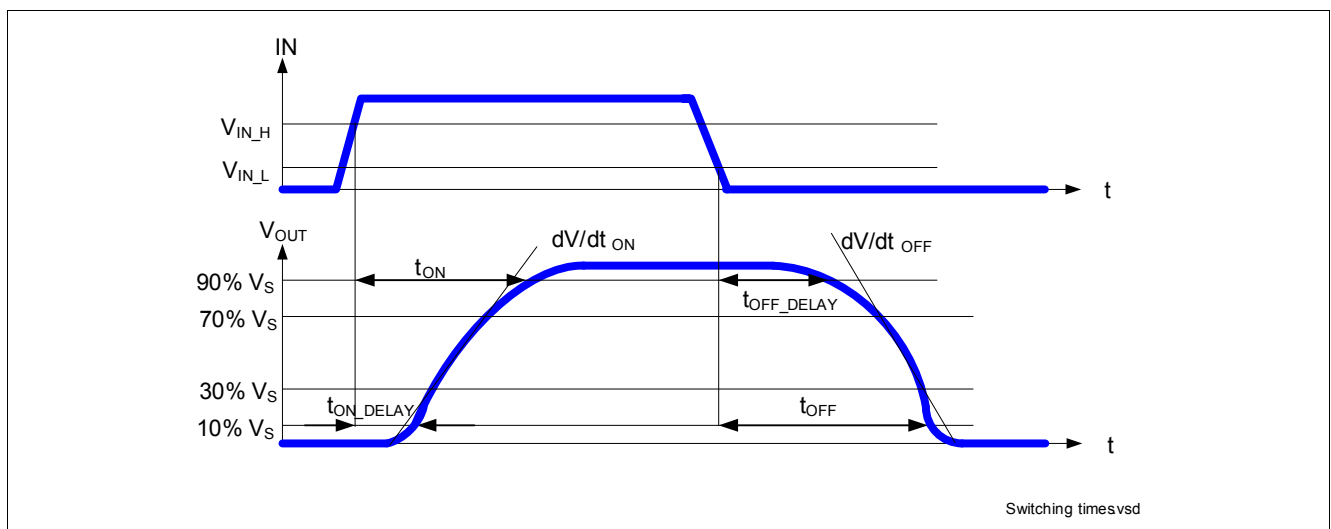 IN
V_IN_H
V_IN_L
t
V_OUT
dV/dt ON
dV/dt OFF
90% V_S
t_ON
t_OFF_DELAY
70% V_S
30% V_S
t_ON_DELAY
t_OFF
10% V_S
t
Switching times.vsd